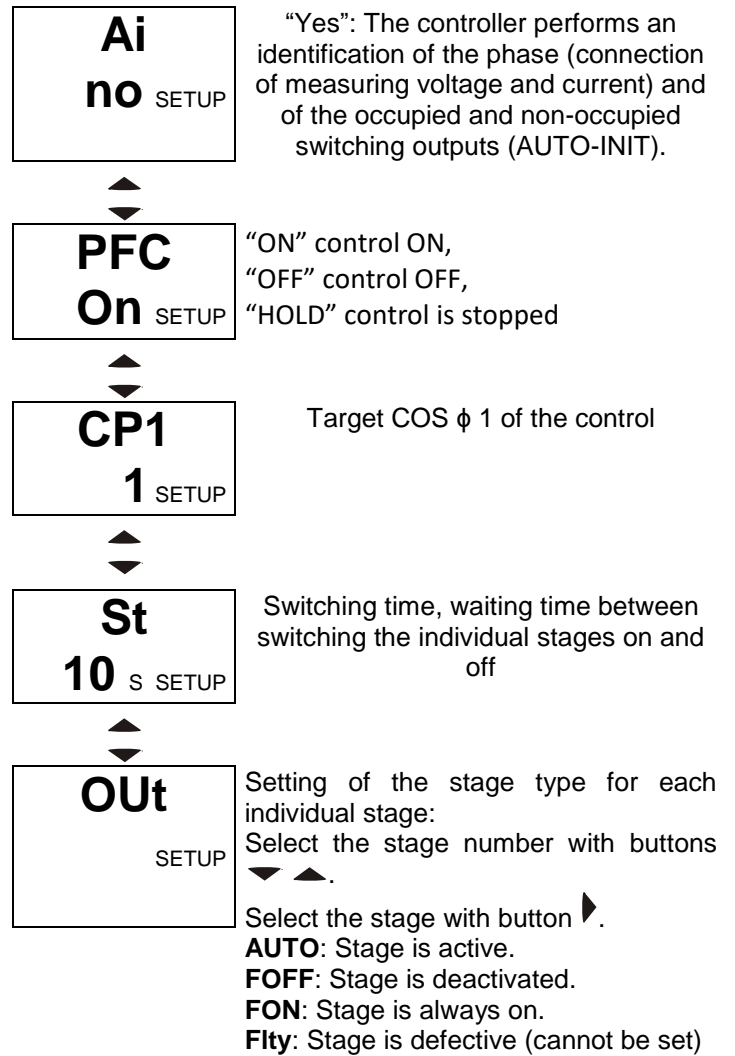 Ai
no SETUP
“Yes”: The controller performs an
identification of the phase (connection
of measuring voltage and current) and
of the occupied and non-occupied
switching outputs (AUTO-INIT).
PFC
On SETUP
“ON” control ON,
“OFF” control OFF,
“HOLD” control is stopped
CP1
1 SETUP
Target COS ϕ 1 of the control
St
10 S SETUP
Switching time, waiting time between
switching the individual stages on and
off
OUt
SETUP
Setting of the stage type for each
individual stage:
Select the stage number with buttons
.
Select the stage with button .
AUTO: Stage is active.
FOFF: Stage is deactivated.
FON: Stage is always on.
Flty: Stage is defective (cannot be set)